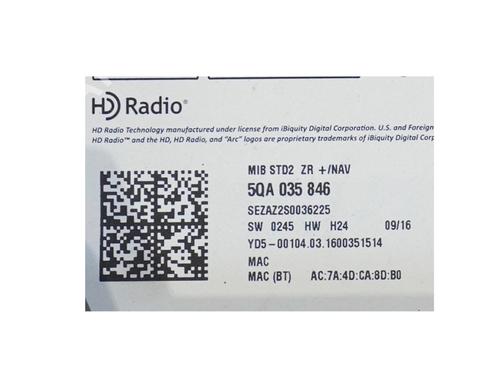 HD Radio®
HD Radio Technology manufactured under license from iBiquity Digital Corporation. U.S. and Foreign
HD Radio™ and the HD, HD Radio, and "Arc" logos are proprietary trademarks of iBiquity Digital Corp
MIB STD2 ZR +/NAV
5QA 035 846
SEZAZ2S0036225
SW 0245 HW H24 09/16
YD5-00104.03.1600351514
MAC
MAC (BT) AC:7A:4D:CA:8D:B0